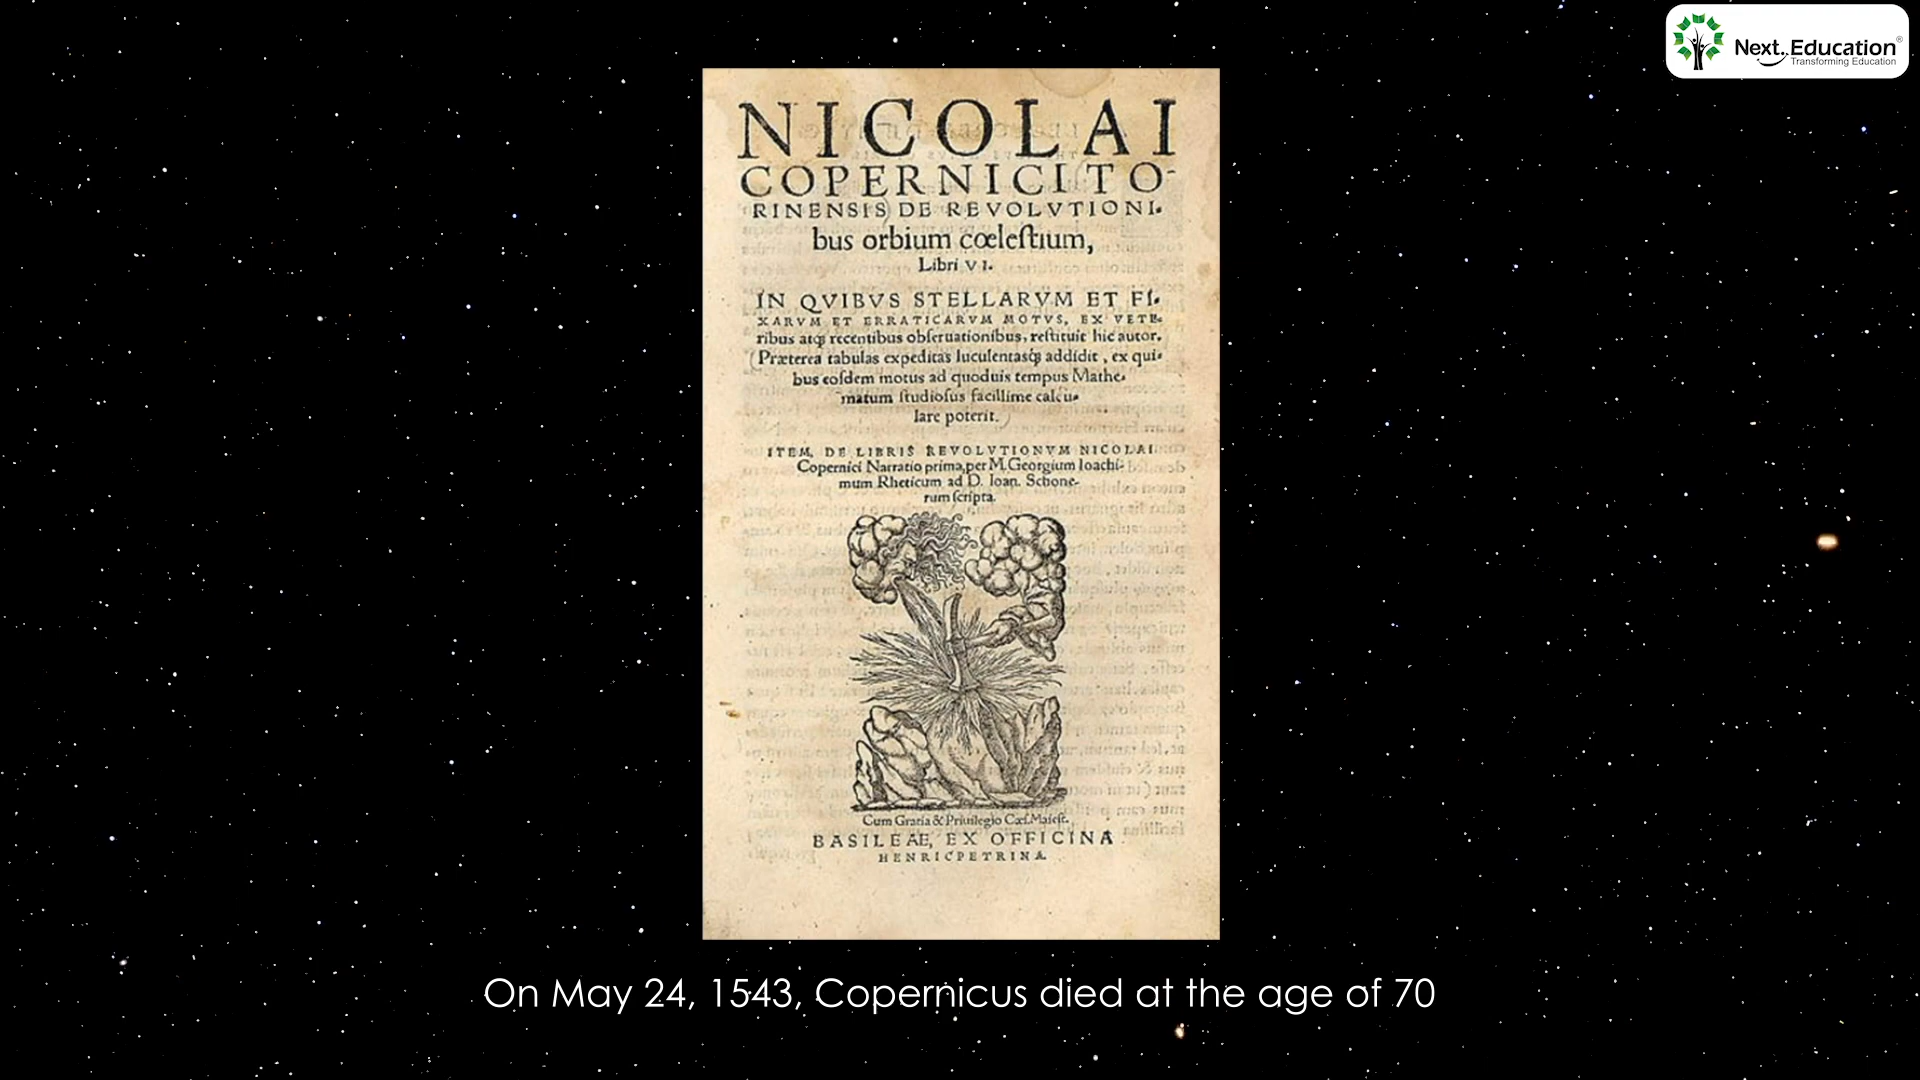 Next Education®
Transforming Education
NICOLAI
COPERNICI TO-
RINENSIS DE REVOLVTIONI-
bus orbium cœleſtium,
Libri VI.
IN QVIBVS STELLARVM ET FI-
XARVM ET ERRATICARVM MOTVS, EX VETE-
ribus atq; recentibus obſeruationibus, reſtituit hic autor.
Præterea tabulas expeditas luculentasq; addidit, ex qui-
bus eoſdem motus ad quoduis tempus Mathe-
matum ſtudioſus facillime calcu-
lare poterit.
ITEM, DE LIBRIS REVOLVTIONVM NICOLAI
Copernici Narratio prima, per M. Georgium Ioachi-
mum Rheticum ad D. Ioan. Schone-
rum ſcripta.
Cum Gratia & Priuilegio Cæſ. Maieſt.
BASILEAE, EX OFFICINA
HENRICPETRINA.
On May 24, 1543, Copernicus died at the age of 70